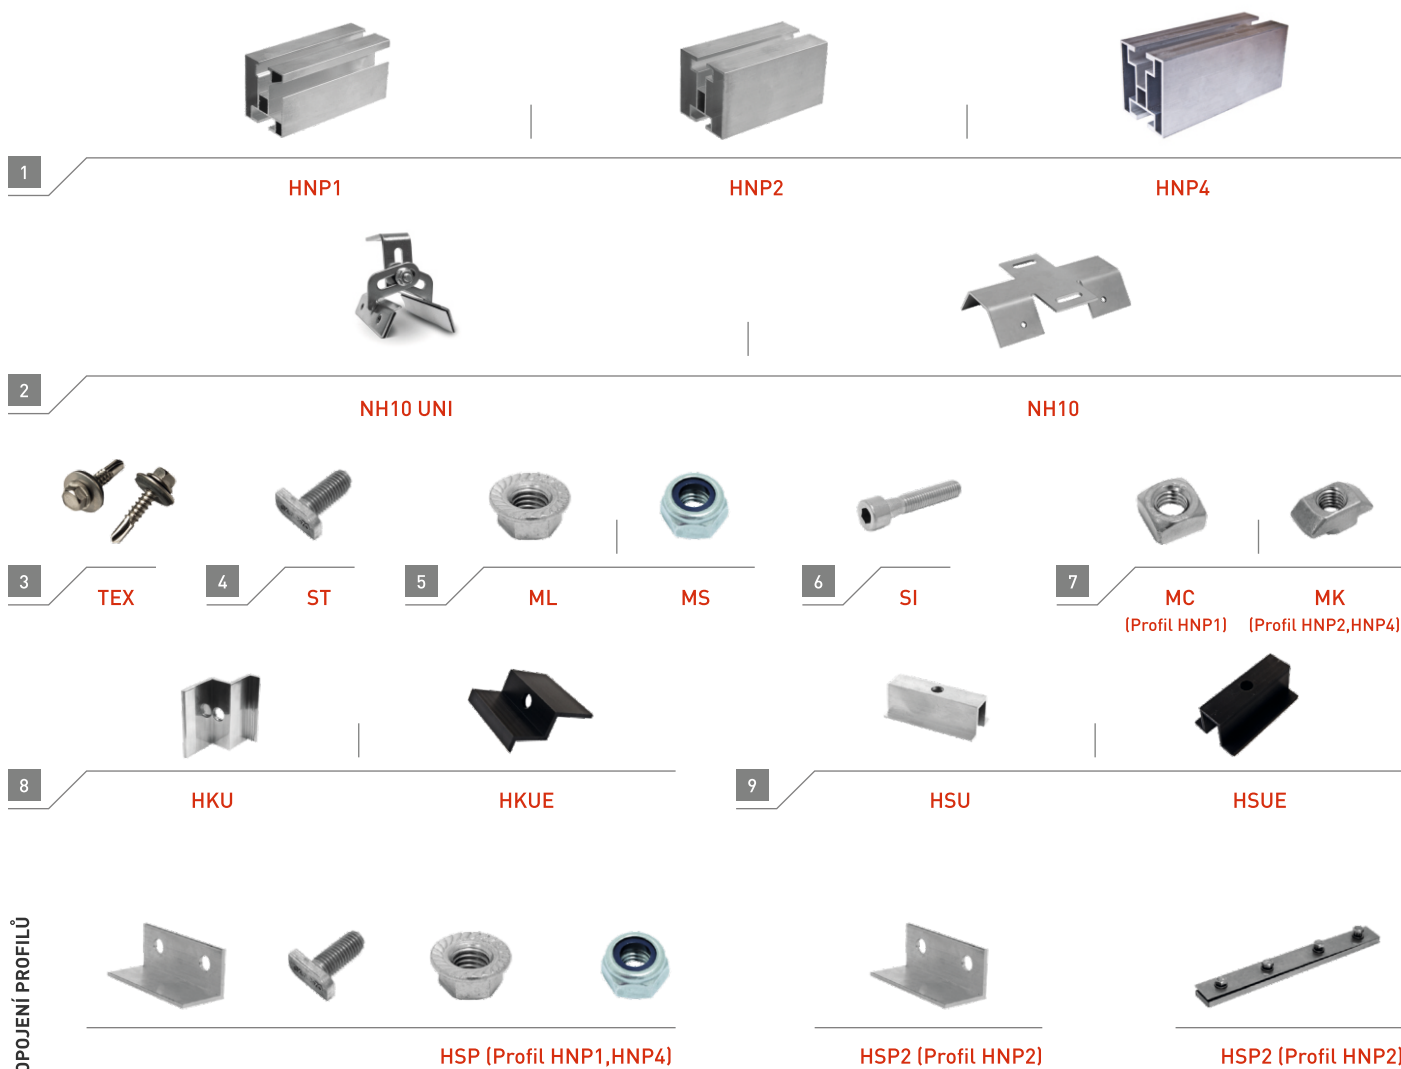 1
HNP1
HNP2
HNP4
2
NH10 UNI
NH10
3
TEX
4
ST
5
ML
MS
6
SI
7
MC
(Profil HNP1)
MK
(Profil HNP2,HNP4)
8
HKU
HKUE
9
HSU
HSUE
OPOJENÍ PROFILŮ
HSP (Profil HNP1,HNP4)
HSP2 (Profil HNP2)
HSP2 (Profil HNP2)